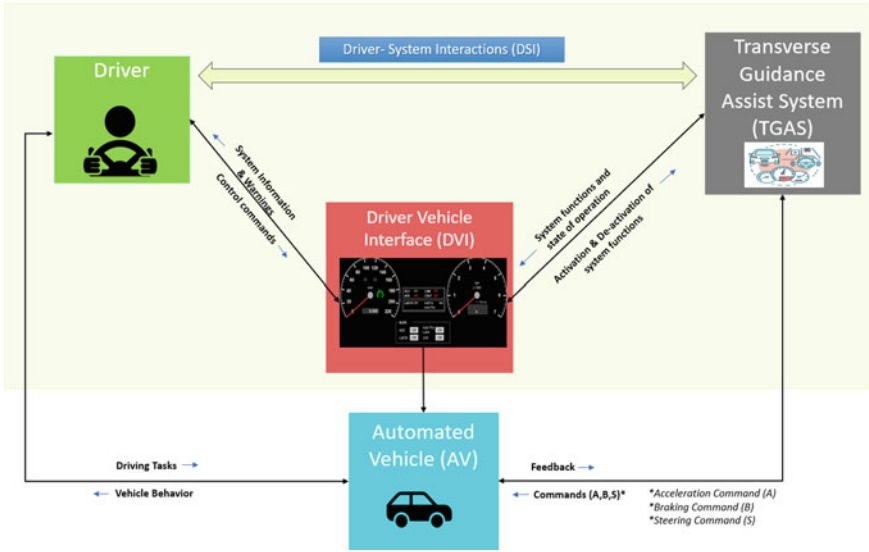 Driver- System Interactions (DSI)
Driver
Transverse
Guidance
Assist System
(TGAS)
System Information
& Warnings
Control commands
System functions and
state of operation
Activation & De-activation of
system functions
Driver Vehicle
Interface (DVI)
Automated
Vehicle (AV)
Driving Tasks
Vehicle Behavior
Feedback
Commands (A,B,S)*
*Acceleration Command (A)
*Braking Command (B)
*Steering Command (S)